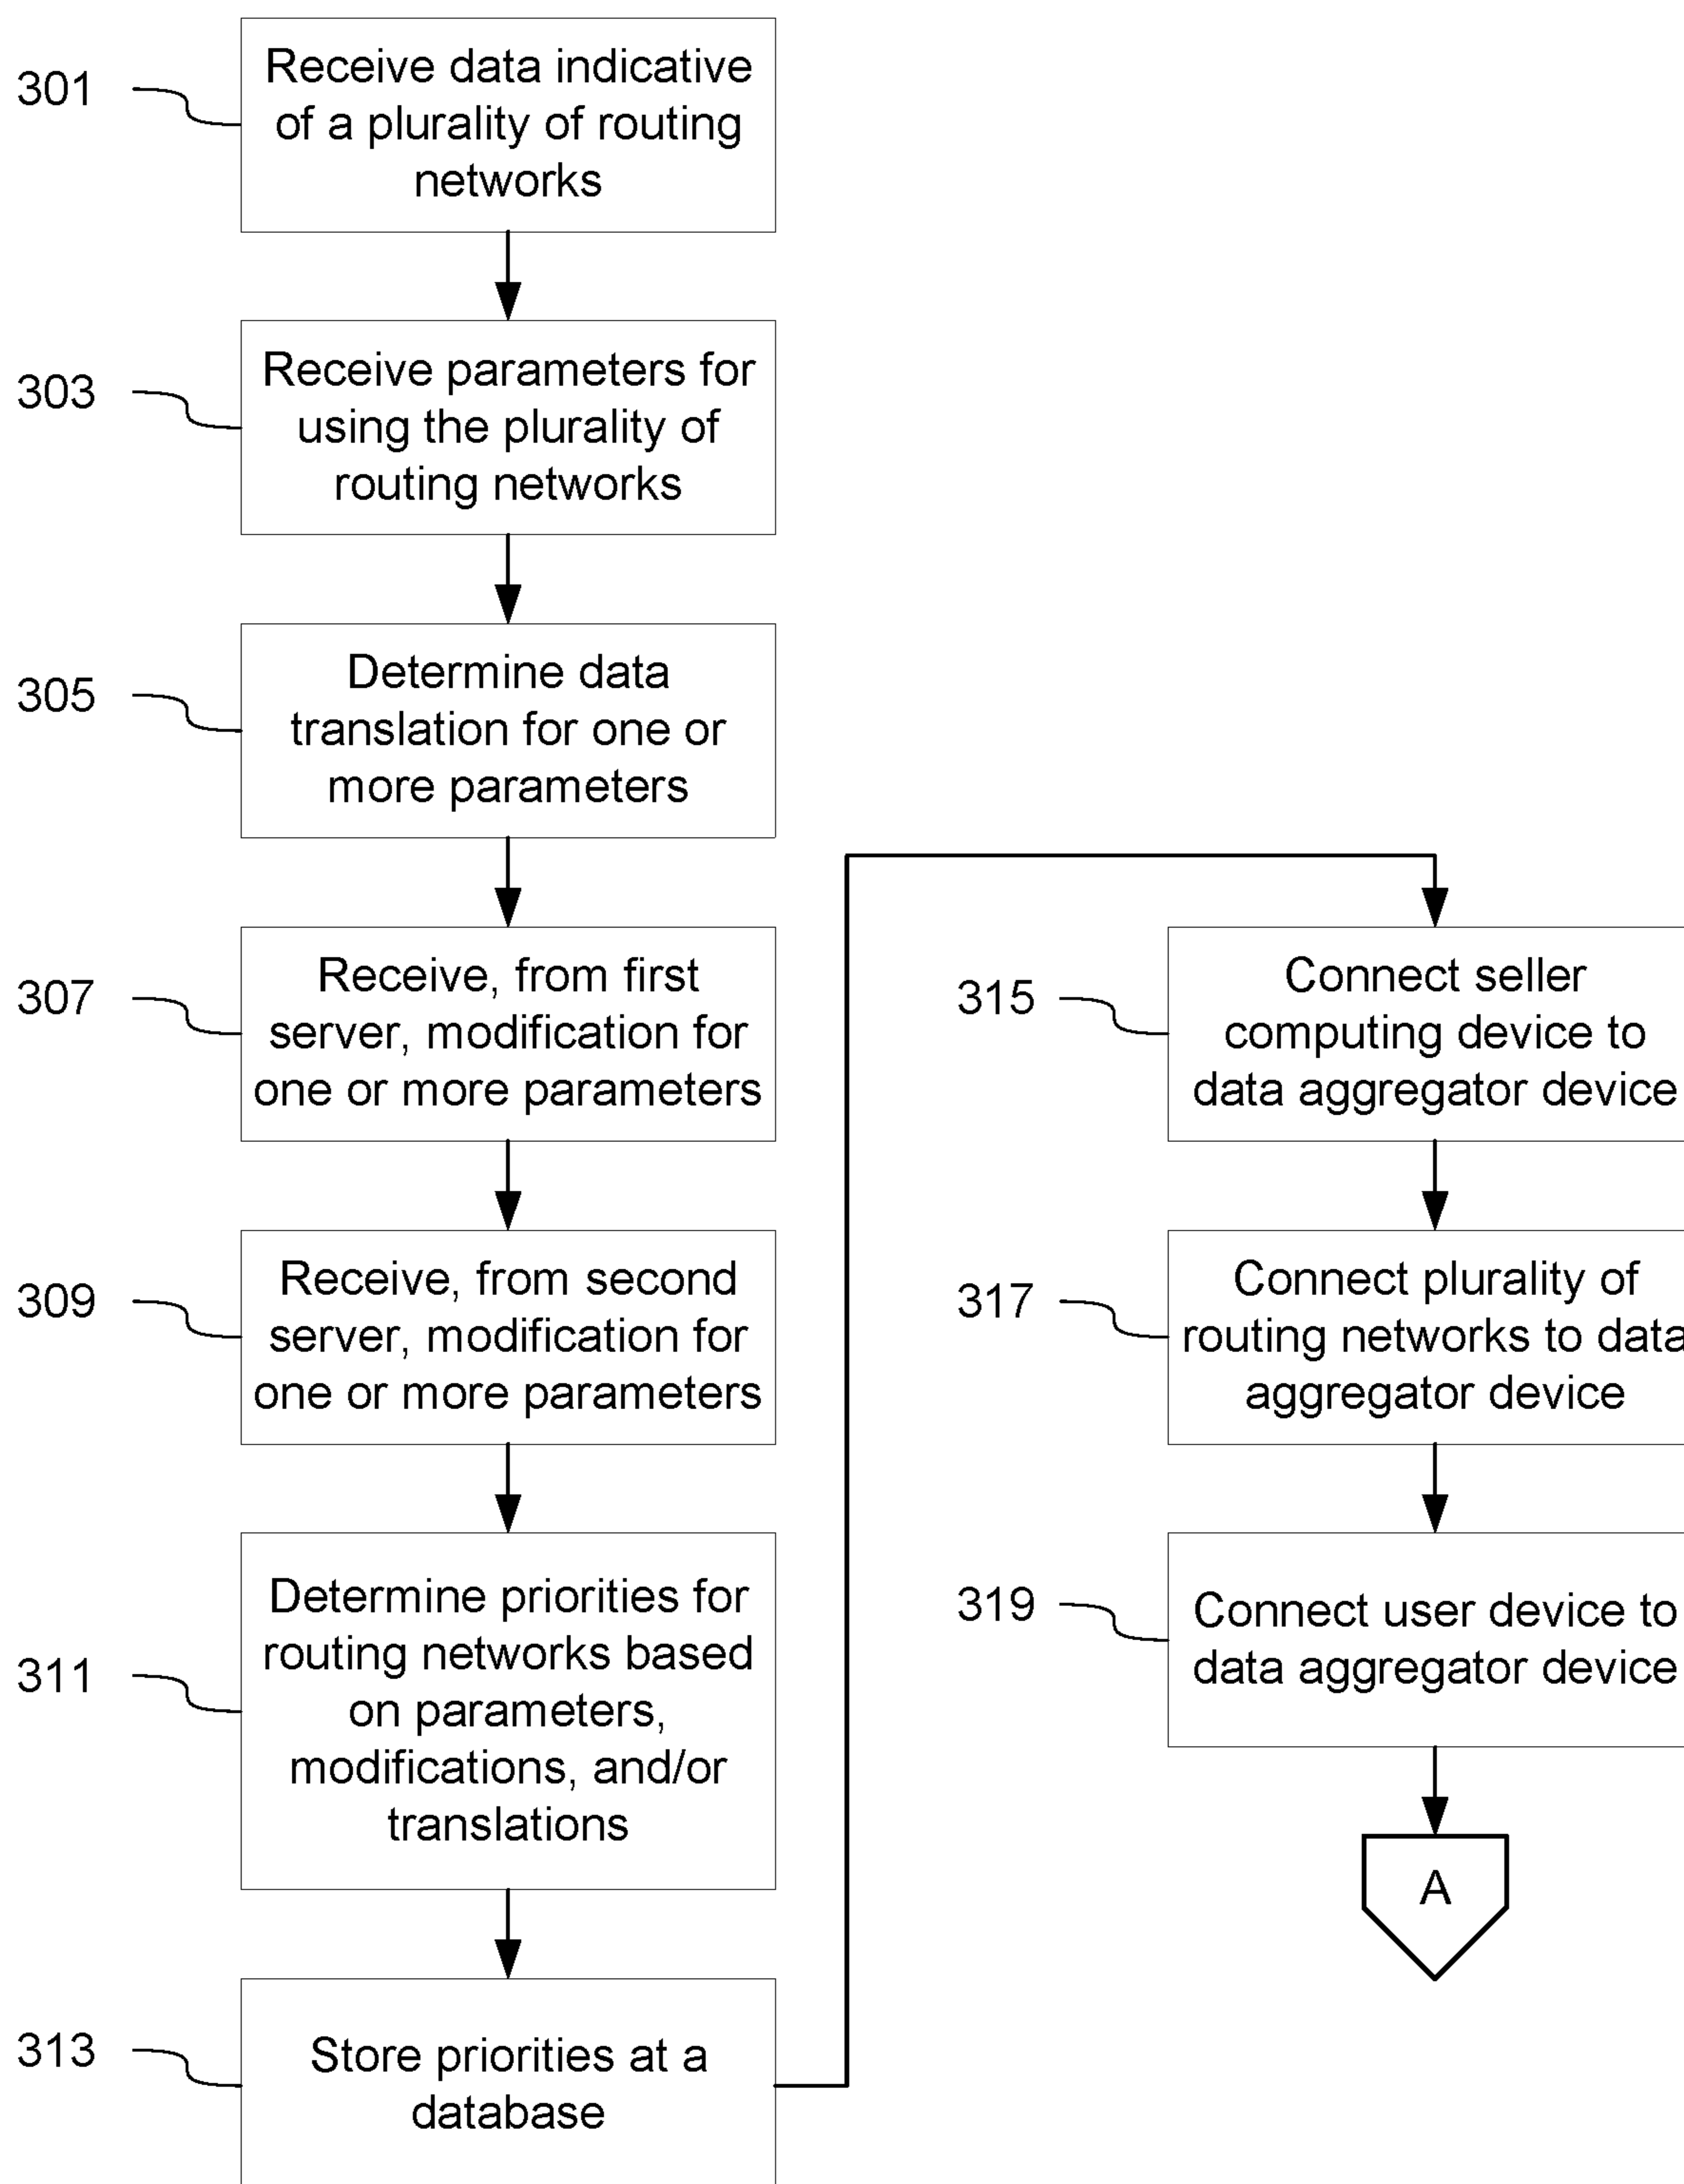 301
Receive data indicative
of a plurality of routing
networks
303
Receive parameters for
using the plurality of
routing networks
305
Determine data
translation for one or
more parameters
307
Receive, from first
server, modification for
one or more parameters
309
Receive, from second
server, modification for
one or more parameters
311
Determine priorities for
routing networks based
on parameters,
modifications, and/or
translations
313
Store priorities at a
database
315
Connect seller
computing device to
data aggregator device
317
Connect plurality of
routing networks to data
aggregator device
319
Connect user device to
data aggregator device
A